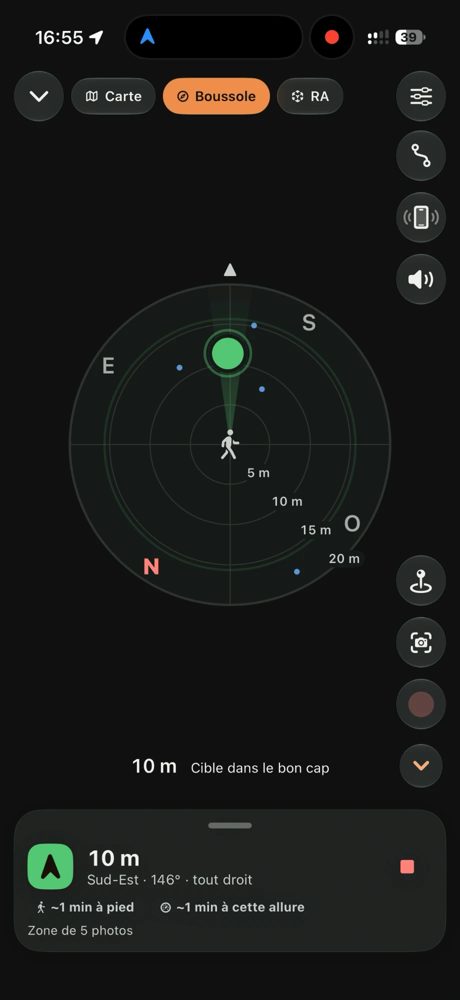 16:55
39
Carte
Boussole
RA
S
E
5 m
10 m
15 m
O
20 m
N
10 m Cible dans le bon cap
10 m
Sud-Est · 146° · tout droit
~1 min à pied ~1 min à cette allure
Zone de 5 photos